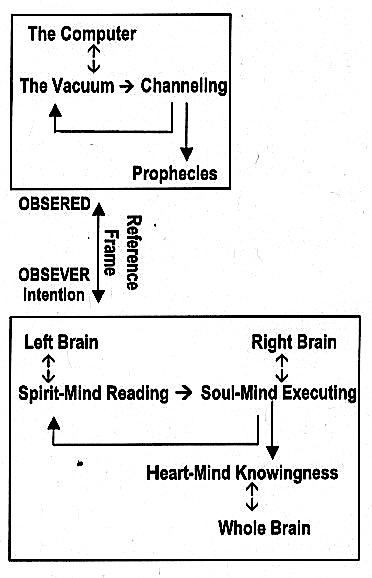 The Computer
The Vacuum → Channeling
Prophecies
OBSERED
Reference
Frame
OBSEVER
Intention
Left Brain Right Brain
Spirit-Mind Reading → Soul-Mind Executing
Heart-Mind Knowingness
Whole Brain